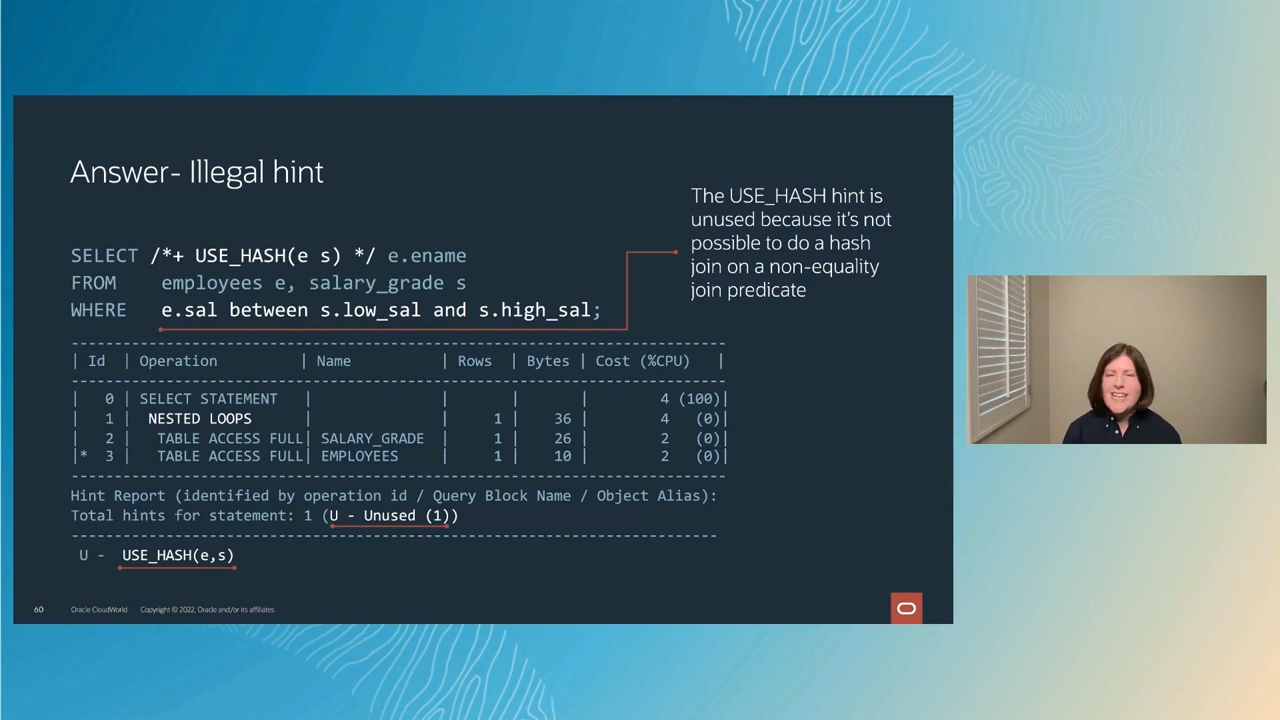 Answer- Illegal hint
The USE_HASH hint is
unused because it's not
possible to do a hash
join on a non-equality
join predicate
SELECT /*+ USE_HASH(e s) */ e.ename
FROM employees e, salary_grade s
WHERE e.sal between s.low_sal and s.high_sal;
-----------------------------------------------------------------------
| Id | Operation | Name | Rows | Bytes | Cost (%CPU) |
-----------------------------------------------------------------------
| 0 | SELECT STATEMENT | | | | 4 (100)|
| 1 | NESTED LOOPS | | 1 | 36 | 4 (0)|
| 2 | TABLE ACCESS FULL| SALARY_GRADE | 1 | 26 | 2 (0)|
|* 3 | TABLE ACCESS FULL| EMPLOYEES | 1 | 10 | 2 (0)|
-----------------------------------------------------------------------
Hint Report (identified by operation id / Query Block Name / Object Alias):
Total hints for statement: 1 (U - Unused (1))
-----------------------------------------------------------------------
U - USE_HASH(e,s)
60 Oracle CloudWorld Copyright © 2022, Oracle and/or its affiliates